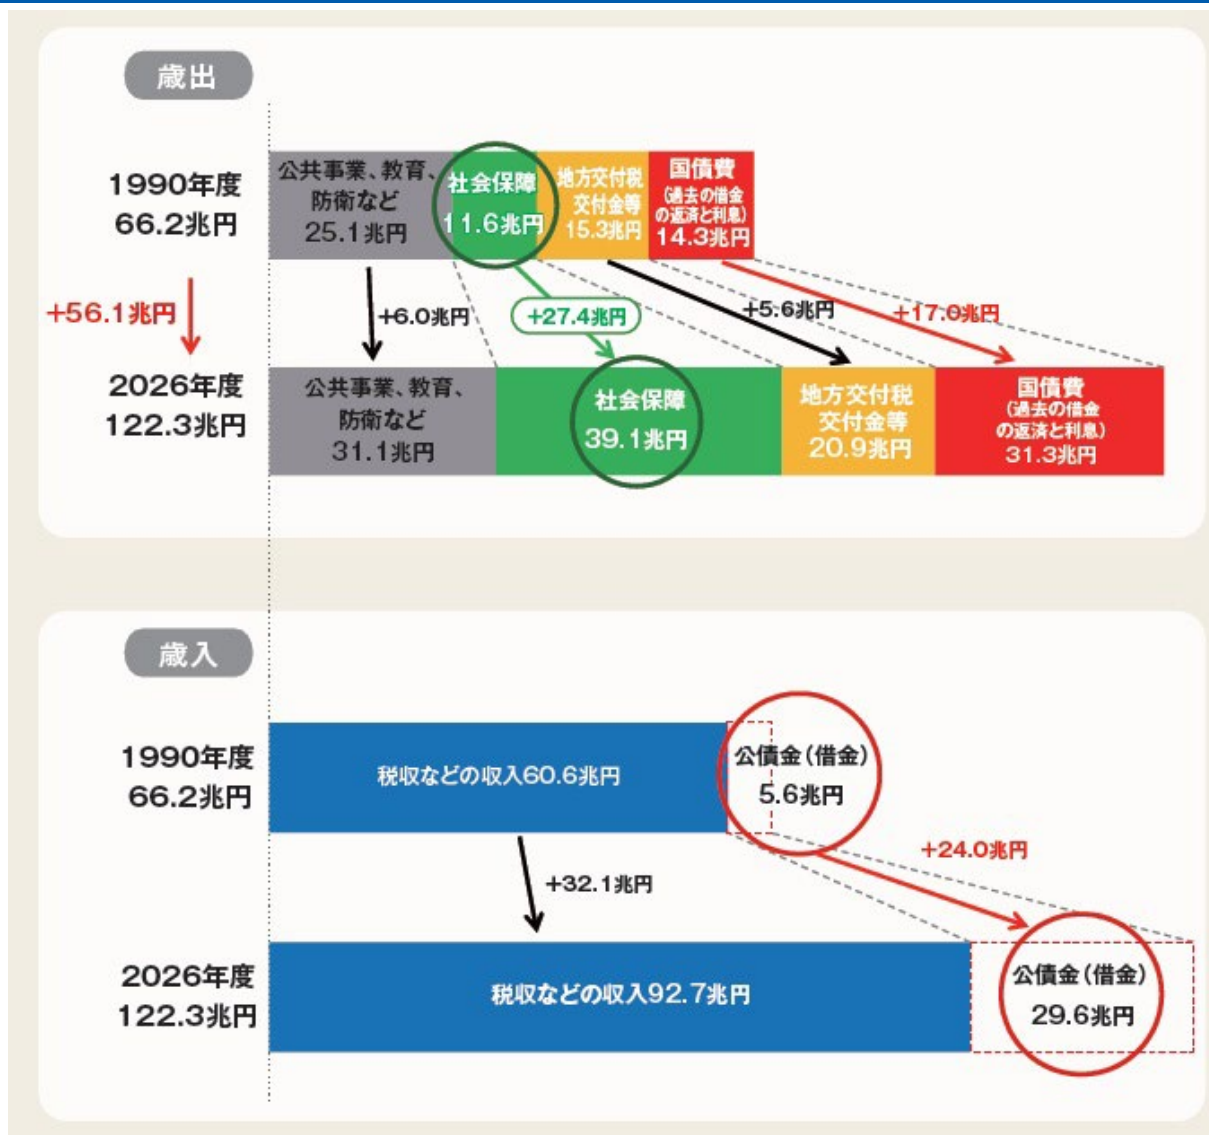 歳出
1990年度
66.2兆円
公共事業、教育、
防衛など
25.1兆円
社会保障
11.6兆円
地方交付税
交付金等
15.3兆円
国債費
(過去の借金
の返済と利息)
14.3兆円
+56.1兆円
+6.0兆円
+27.4兆円
+5.6兆円
+17.0兆円
2026年度
122.3兆円
公共事業、教育、
防衛など
31.1兆円
社会保障
39.1兆円
地方交付税
交付金等
20.9兆円
国債費
(過去の借金
の返済と利息)
31.3兆円
歳入
1990年度
66.2兆円
税収などの収入60.6兆円
公債金(借金)
5.6兆円
+32.1兆円
+24.0兆円
2026年度
122.3兆円
税収などの収入92.7兆円
公債金(借金)
29.6兆円